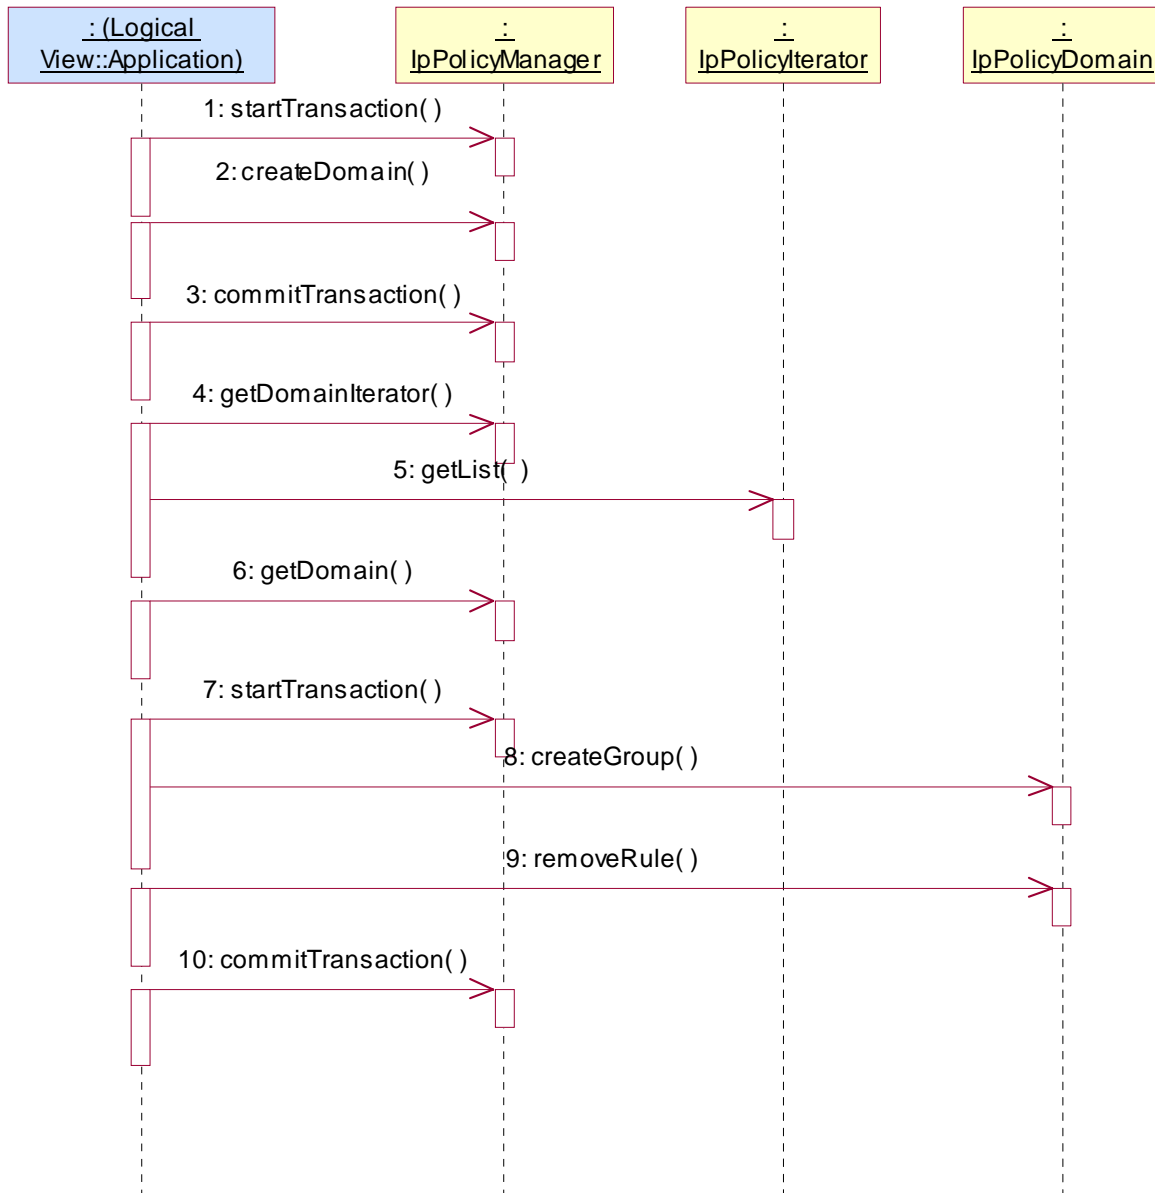 : (Logical
View::Application)
:
IpPolicyManager
:
IpPolicyIterator
:
IpPolicyDomain
1: startTransaction( )
2: createDomain( )
3: commitTransaction( )
4: getDomainIterator( )
5: getList( )
6: getDomain( )
7: startTransaction( )
8: createGroup( )
9: removeRule( )
10: commitTransaction( )